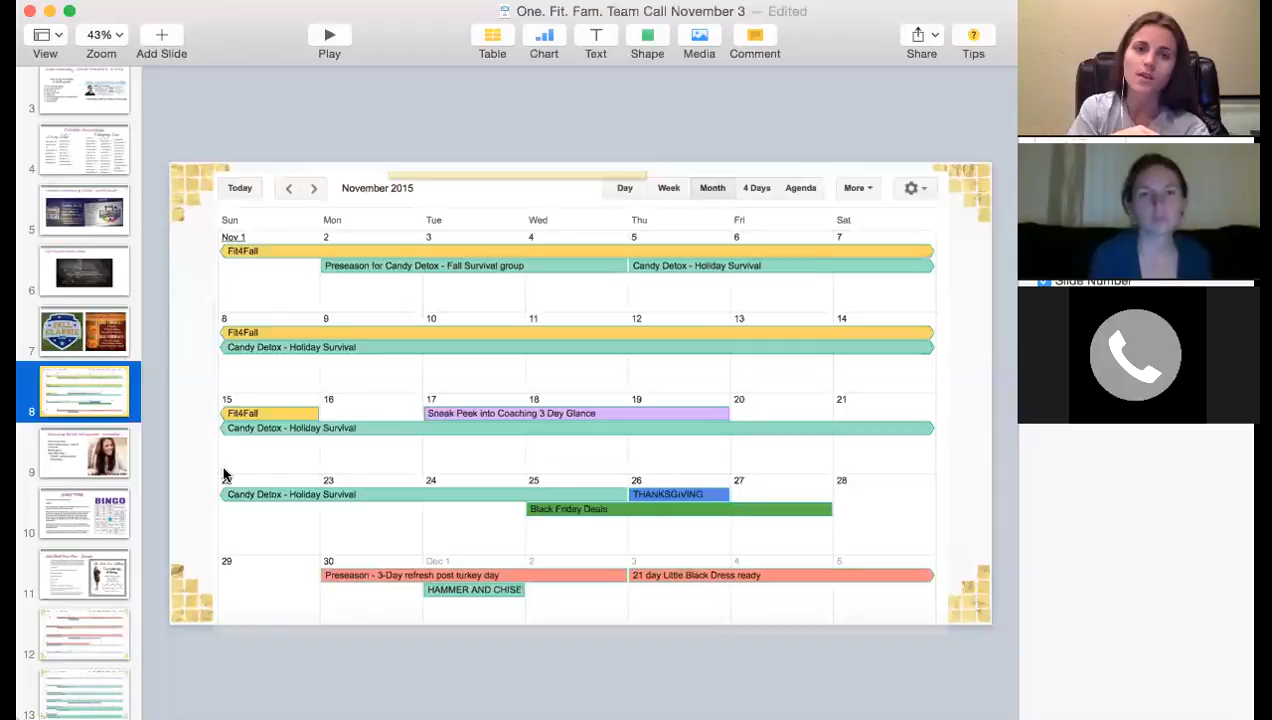 One. Fit. Fam. Team Call November 3 — Edited
View
43%
Zoom
Add Slide
Play
Table
Chart
Text
Shape
Media
Comment
Share
Tips
3
4
5
6
7
8
9
10
BINGO
11
12
13
Today
November 2015
Day
Week
Month
4 Days
Agenda
More
Sun Mon Tue Wed Thu Fri Sat
Nov 1 2 3 4 5 6 7
Fit4Fall
Preseason for Candy Detox - Fall Survival group
Candy Detox - Holiday Survival
8 9 10 11 12 13 14
Fit4Fall
Candy Detox - Holiday Survival
15 16 17 18 19 20 21
Fit4Fall
Sneak Peek into Coaching 3 Day Glance
Candy Detox - Holiday Survival
23 24 25 26 27 28
Candy Detox - Holiday Survival
THANKSGIVING
Black Friday Deals
29 30 Dec 1 2 3 4 5
Preseason - 3-Day refresh post turkey day
21 day Little Black Dress ready
HAMMER AND CHISE
Slide Number